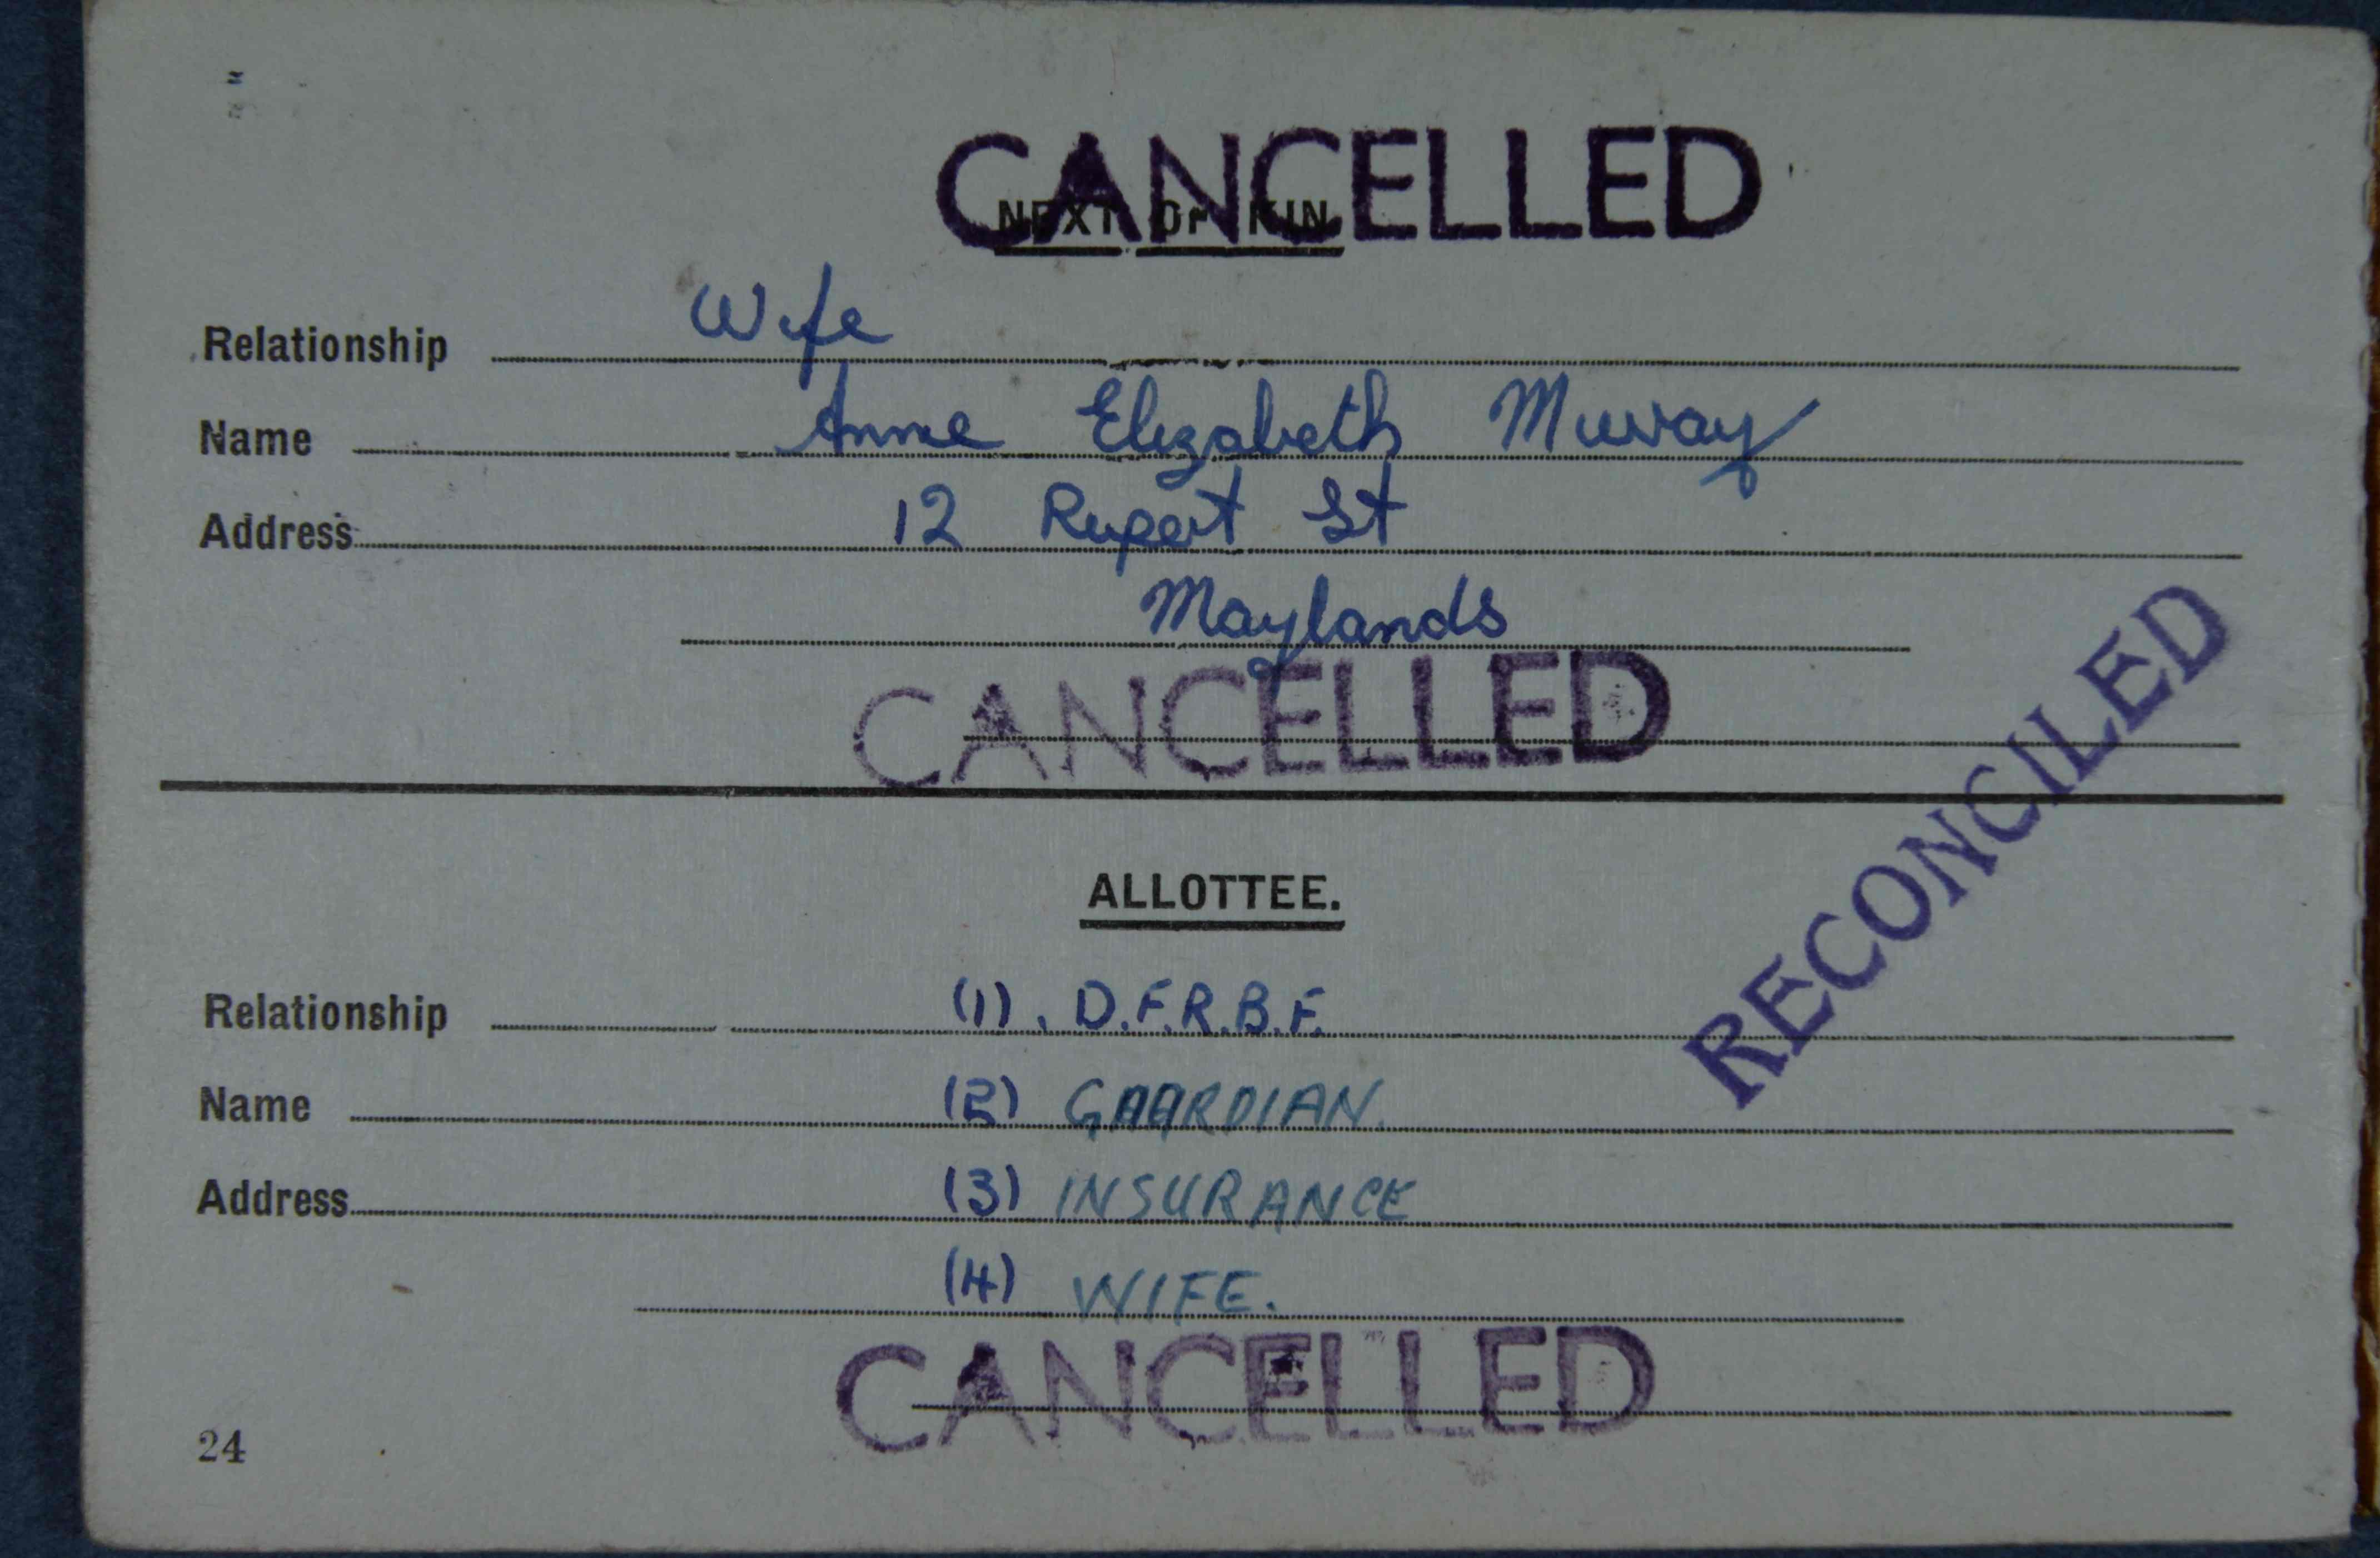 CANCELLED
NEXT OF KIN
Relationship Wife
Name Anne Elizabeth Murray
Address 12 Rupert St
Maylands
CANCELLED
RECONCILED
ALLOTTEE.
Relationship (1). D.F.R.B.F.
Name (2) GUARDIAN.
Address (3) INSURANCE
(4) WIFE.
CANCELLED
24